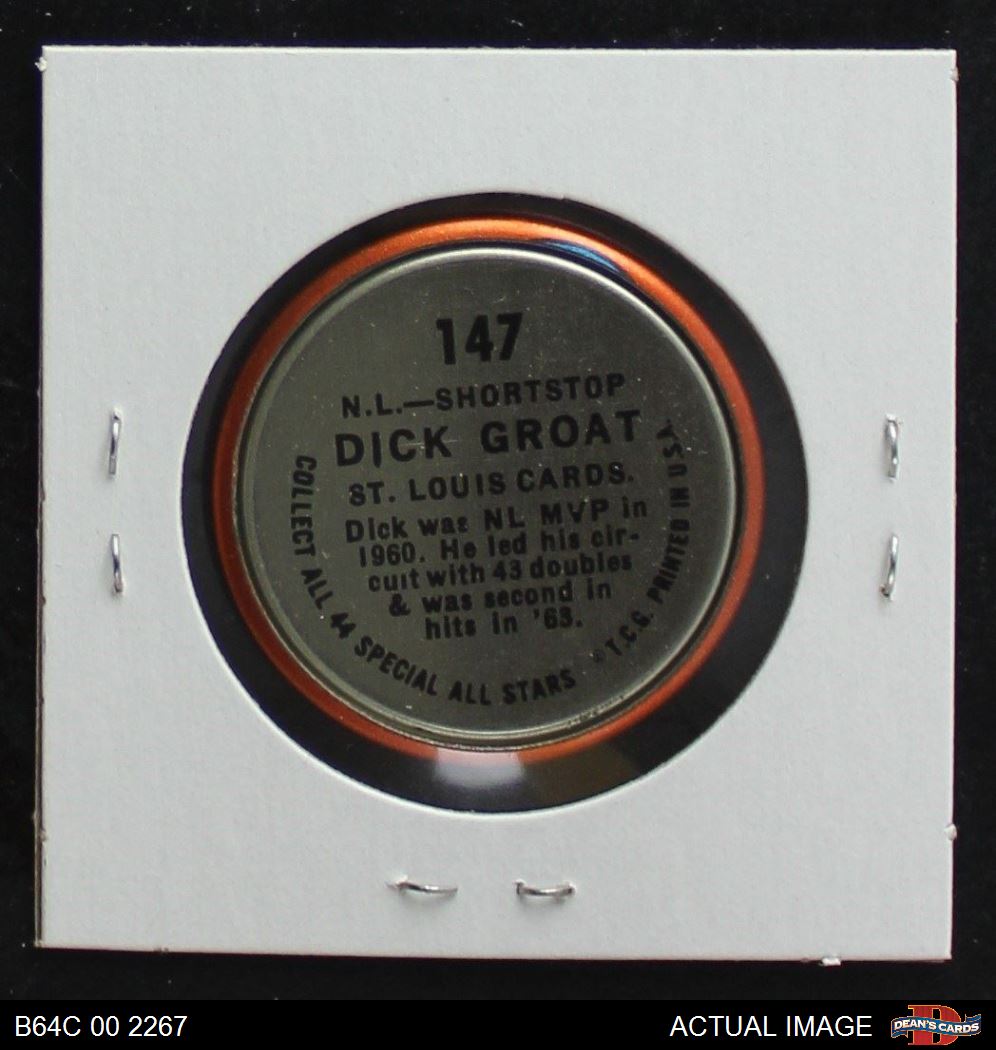 147
N.L.—SHORTSTOP
DICK GROAT
ST. LOUIS CARDS.
Dick was NL MVP in
1960. He led his cir-
cuit with 43 doubles
& was second in
hits in '63.
COLLECT ALL 44 SPECIAL ALL STARS
© T.C.G. PRINTED IN USA
B64C 00 2267
ACTUAL IMAGE
DEAN'S CARDS